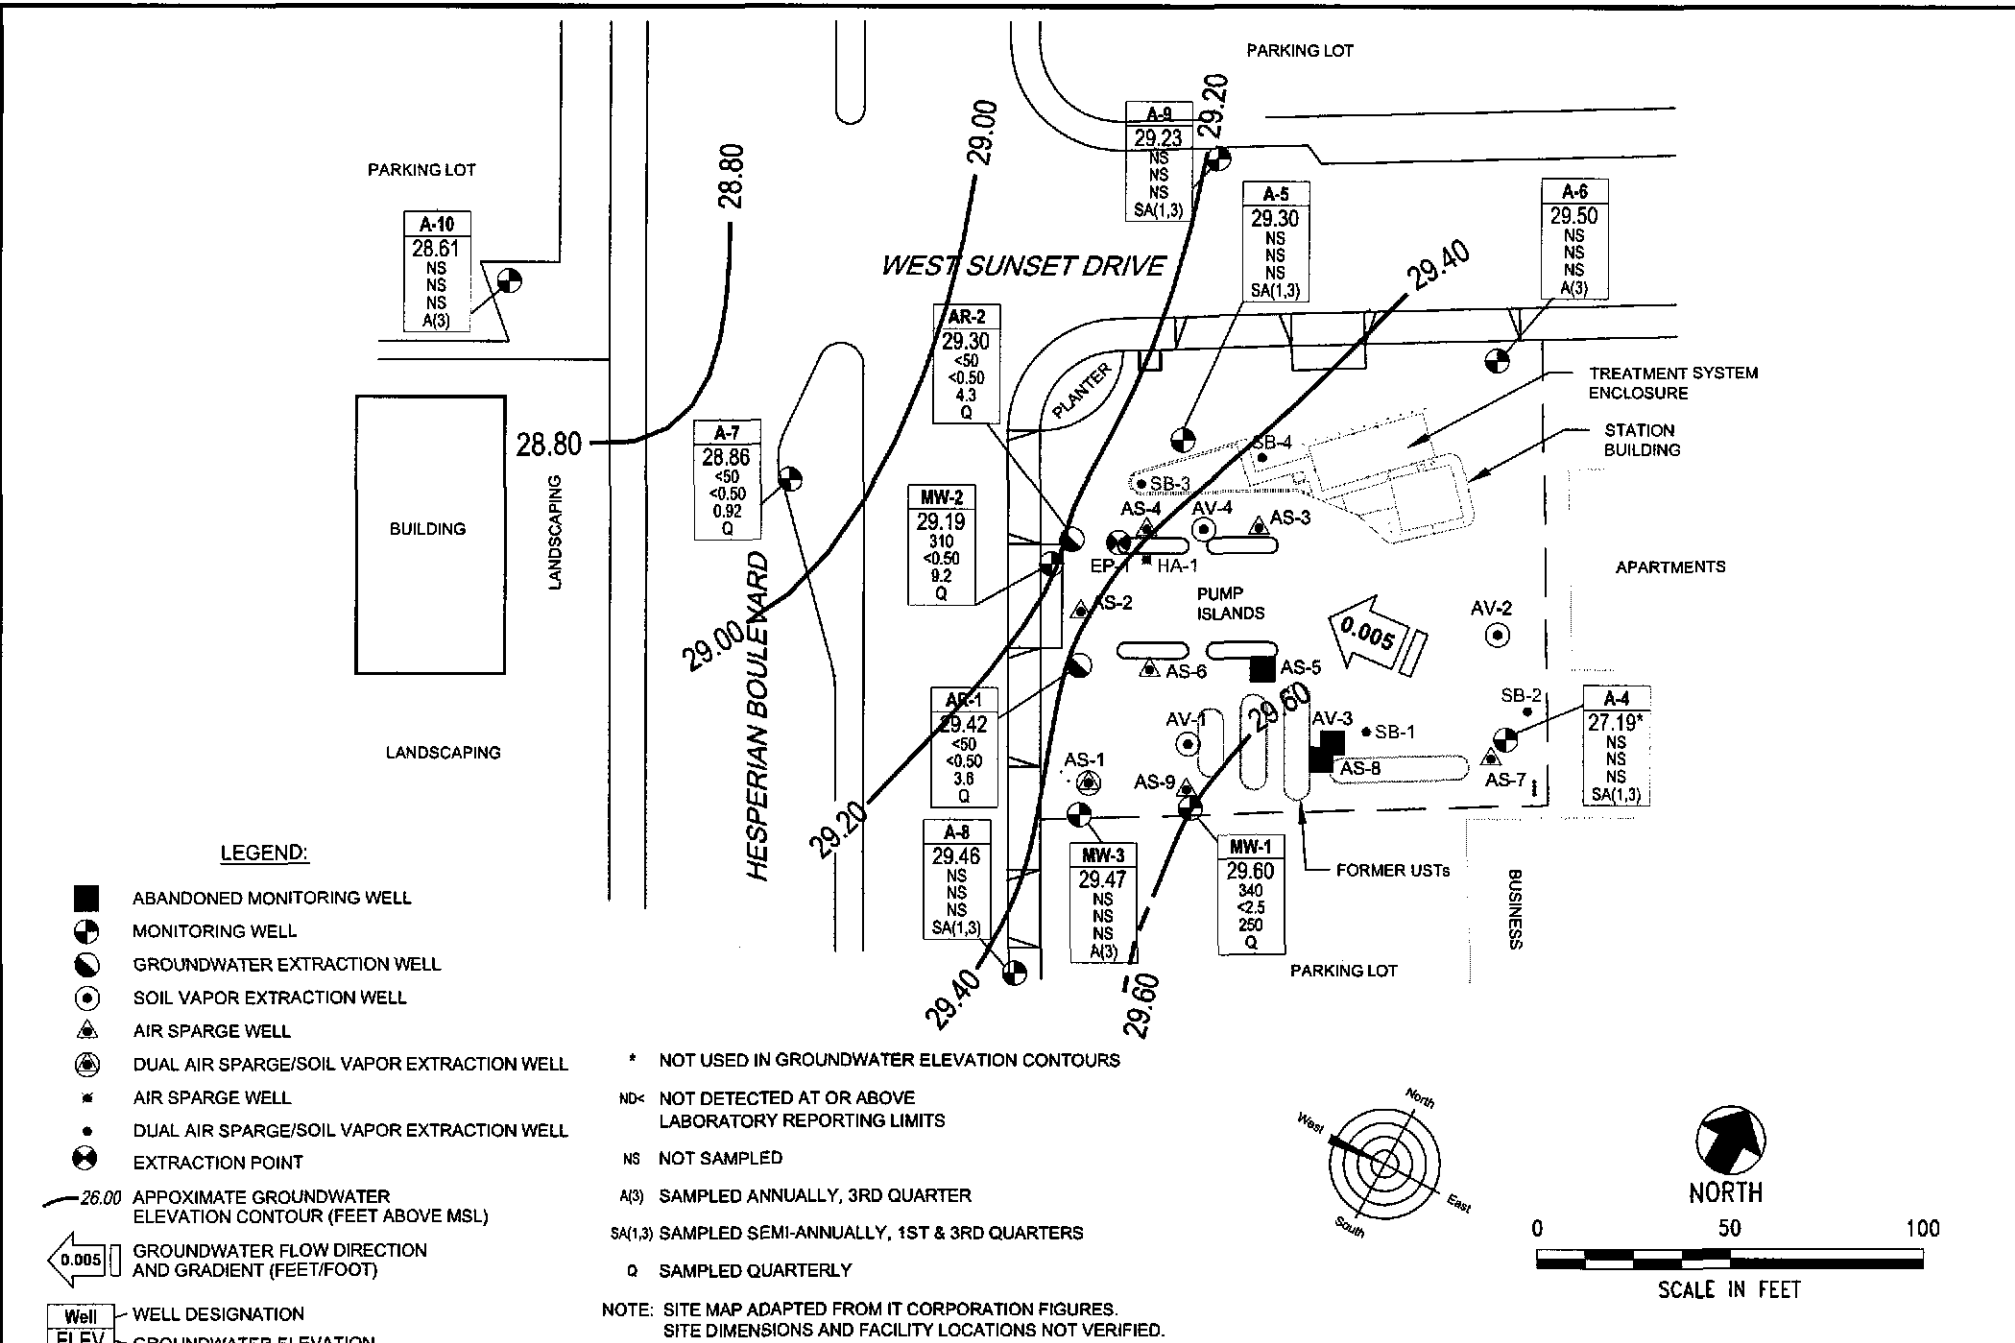 PARKING LOT
29.20
A-9
29.23
NS
NS
NS
SA(1,3)
29.00
28.80
PARKING LOT
A-10
28.61
NS
NS
NS
A(3)
A-5
29.30
NS
NS
NS
SA(1,3)
A-6
29.50
NS
NS
NS
A(3)
WEST SUNSET DRIVE
29.40
AR-2
29.30
<50
<0.50
4.3
Q
PLANTER
TREATMENT SYSTEM
ENCLOSURE
STATION
BUILDING
28.80
A-7
28.86
<50
<0.50
0.92
Q
SB-4
SB-3
MW-2
29.19
310
<0.50
9.2
Q
AS-4
AV-4
AS-3
BUILDING
LANDSCAPING
EP-1
HA-1
APARTMENTS
PUMP
ISLANDS
AS-2
0.005
AV-2
29.00
HESPERIAN BOULEVARD
AS-6
AS-5
AR-1
29.42
<50
<0.50
3.6
Q
29.60
SB-2
A-4
27.19*
NS
NS
NS
SA(1,3)
AV-1
AV-3
SB-1
LANDSCAPING
AS-1
AS-9
AS-8
AS-7
29.20
A-8
29.46
NS
NS
NS
SA(1,3)
MW-3
29.47
NS
NS
NS
A(3)
MW-1
29.60
340
<2.5
250
Q
FORMER USTs
BUSINESS
PARKING LOT
29.40
29.60
LEGEND:
ABANDONED MONITORING WELL
MONITORING WELL
GROUNDWATER EXTRACTION WELL
SOIL VAPOR EXTRACTION WELL
AIR SPARGE WELL
DUAL AIR SPARGE/SOIL VAPOR EXTRACTION WELL
AIR SPARGE WELL
DUAL AIR SPARGE/SOIL VAPOR EXTRACTION WELL
EXTRACTION POINT
26.00 APPOXIMATE GROUNDWATER
ELEVATION CONTOUR (FEET ABOVE MSL)
0.005 GROUNDWATER FLOW DIRECTION
AND GRADIENT (FEET/FOOT)
Well WELL DESIGNATION
ELEV GROUNDWATER ELEVATION
* NOT USED IN GROUNDWATER ELEVATION CONTOURS
ND< NOT DETECTED AT OR ABOVE
LABORATORY REPORTING LIMITS
NS NOT SAMPLED
A(3) SAMPLED ANNUALLY, 3RD QUARTER
SA(1,3) SAMPLED SEMI-ANNUALLY, 1ST & 3RD QUARTERS
Q SAMPLED QUARTERLY
NOTE: SITE MAP ADAPTED FROM IT CORPORATION FIGURES.
SITE DIMENSIONS AND FACILITY LOCATIONS NOT VERIFIED.
North
West
East
South
NORTH
0 50 100
SCALE IN FEET